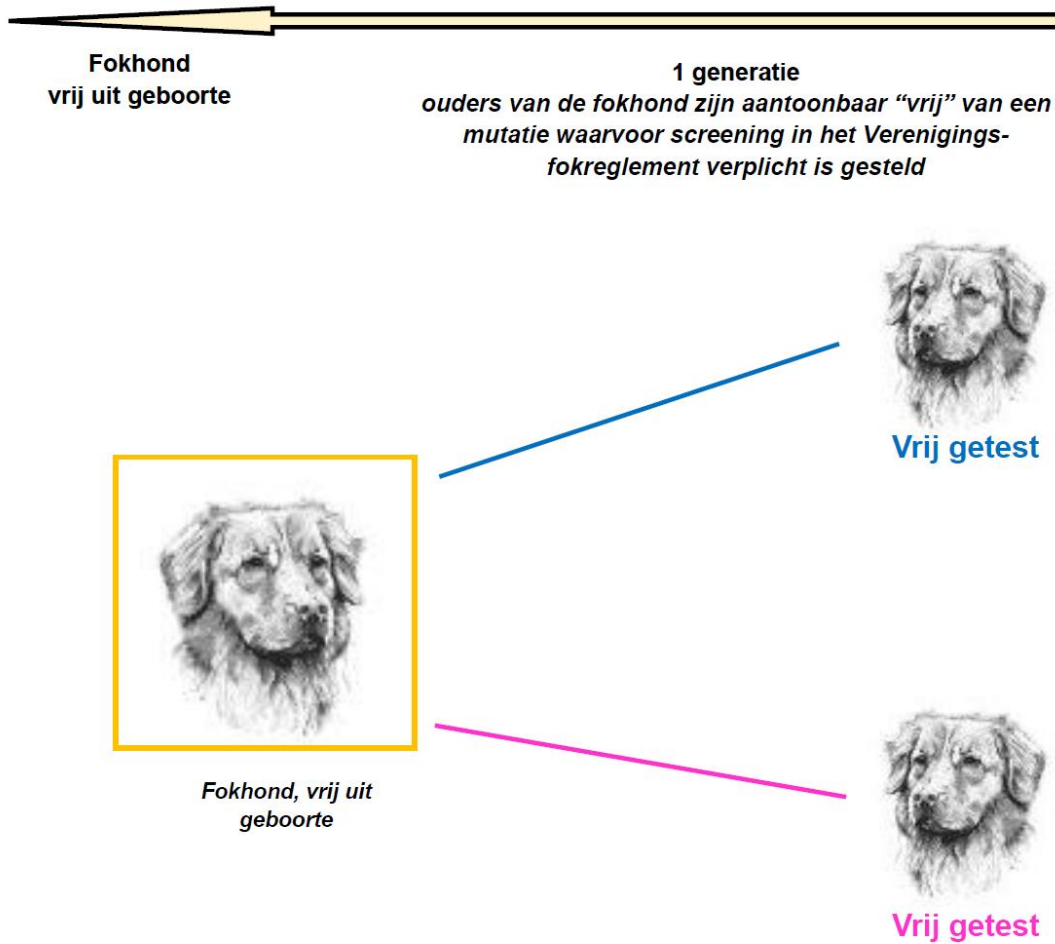 Fokhond
vrij uit geboorte
1 generatie
ouders van de fokhond zijn aantoonbaar “vrij” van een
mutatie waarvoor screening in het Verenigings-
fokreglement verplicht is gesteld
Vrij getest
Fokhond, vrij uit
geboorte
Vrij getest